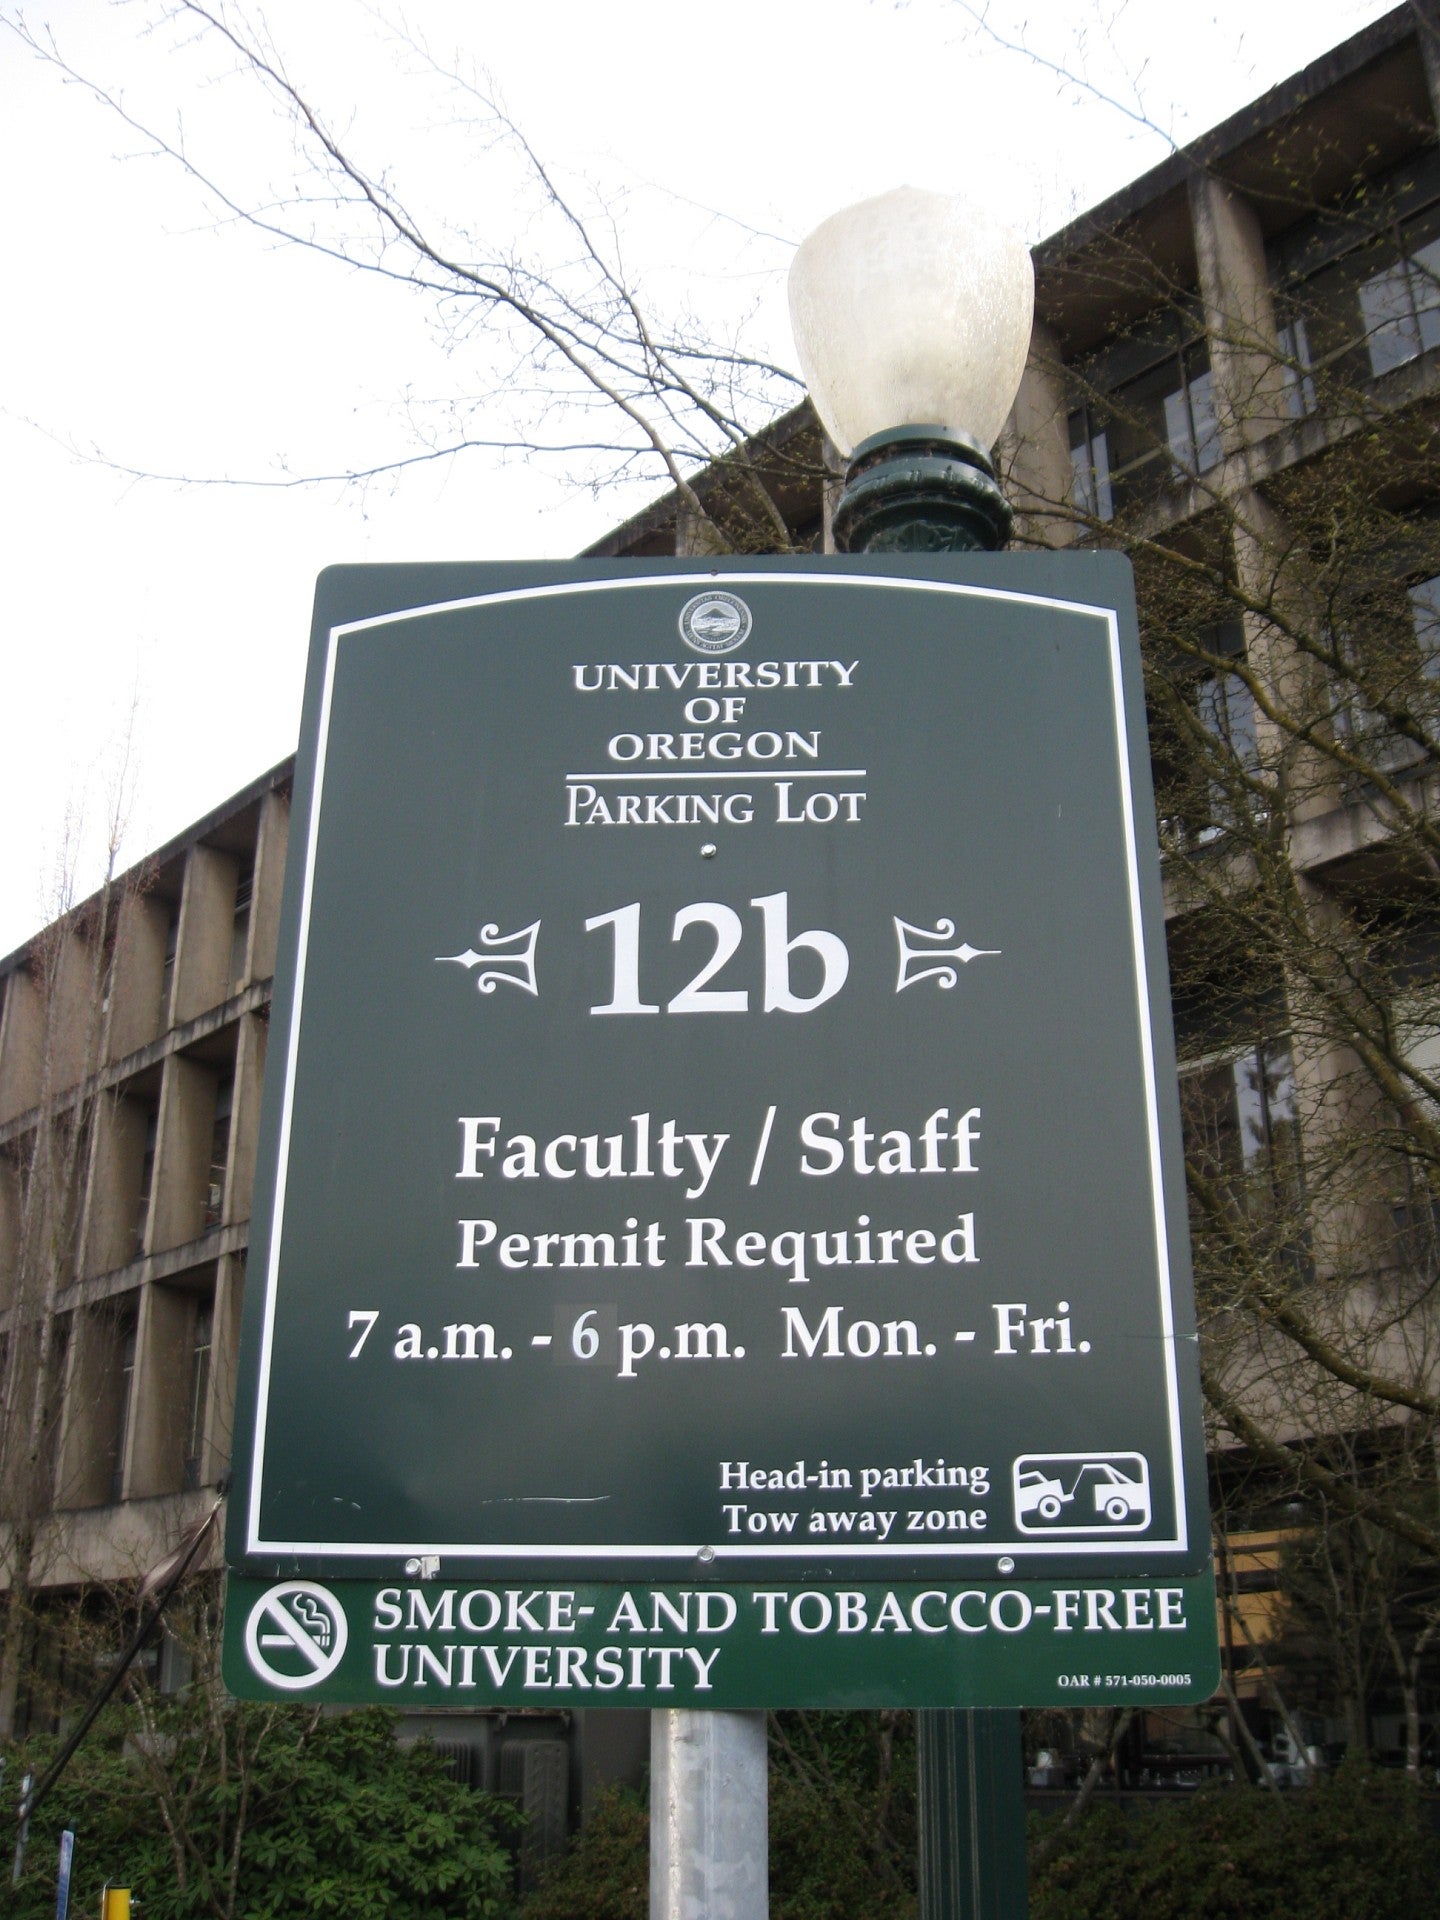 UNIVERSITY
OF
OREGON
PARKING LOT
12b
Faculty / Staff
Permit Required
7 a.m. - 6 p.m. Mon. - Fri.
Head-in parking
Tow away zone
SMOKE- AND TOBACCO-FREE
UNIVERSITY
OAR # 571-050-0005